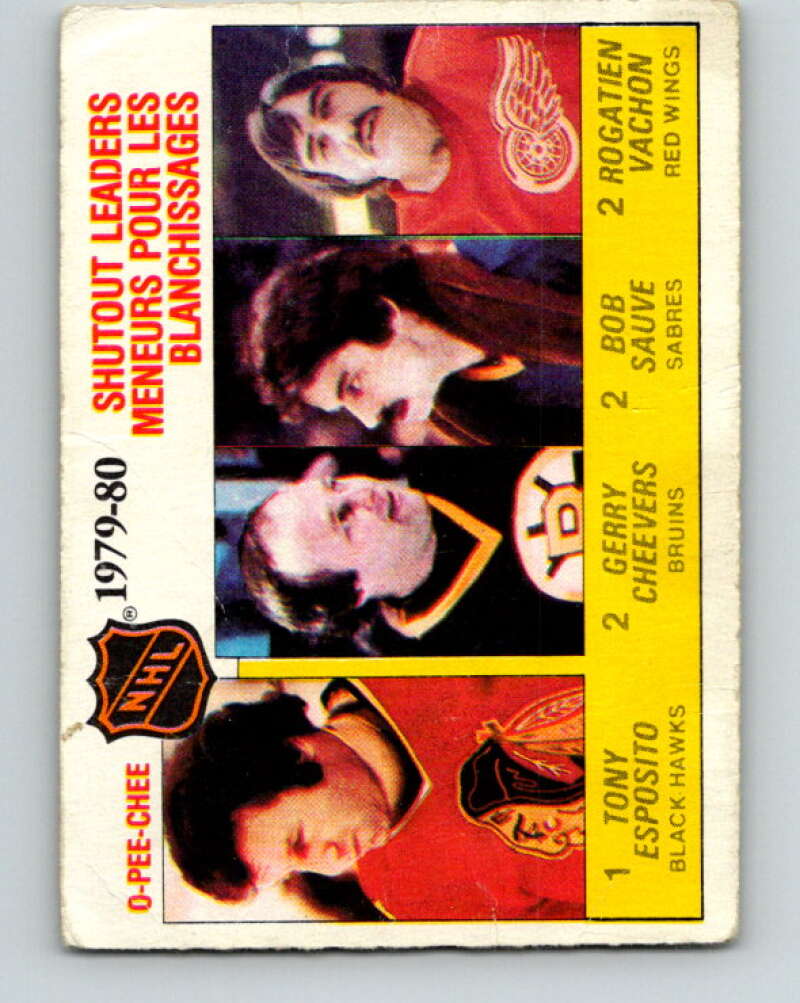 O-PEE-CHEE
NHL ® 1979-80
SHUTOUT LEADERS
MENEURS POUR LES
BLANCHISSAGES
1 TONY
ESPOSITO
BLACK HAWKS
2 GERRY
CHEEVERS
BRUINS
2 BOB
SAUVE
SABRES
2 ROGATIEN
VACHON
RED WINGS
B